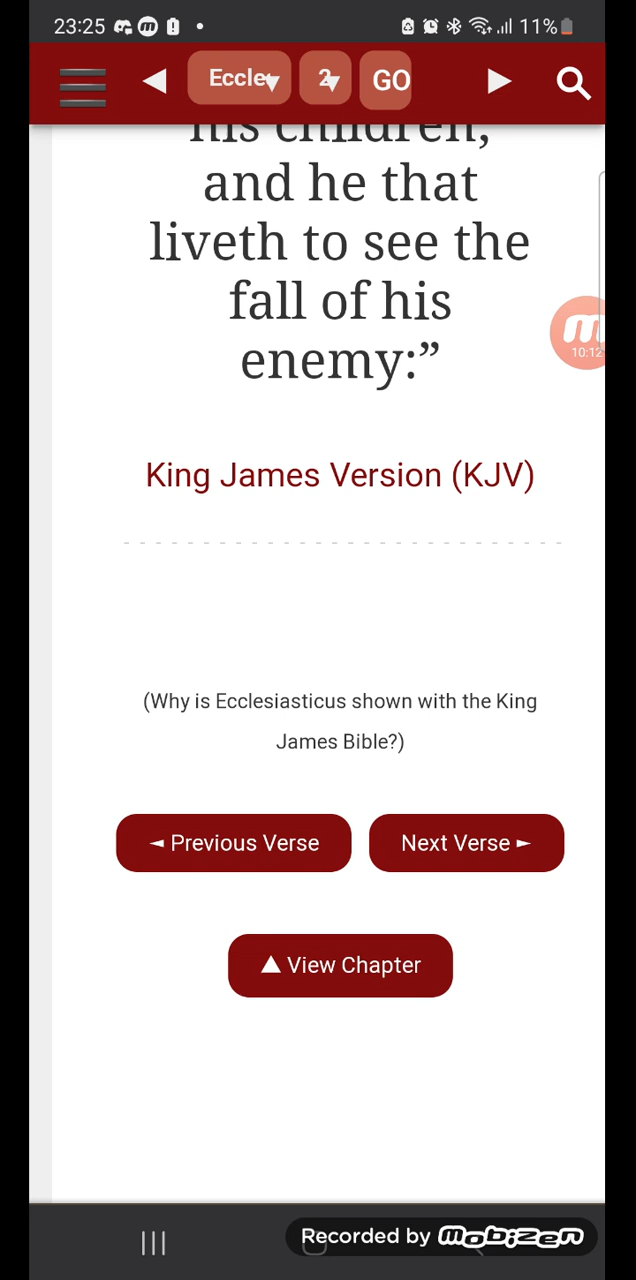 23:25 11%
Eccle 2 GO
his children,
and he that
liveth to see the
fall of his
enemy:”
10:12
King James Version (KJV)
(Why is Ecclesiasticus shown with the King
James Bible?)
◄ Previous Verse Next Verse ►
▲ View Chapter
Recorded by Mobizen